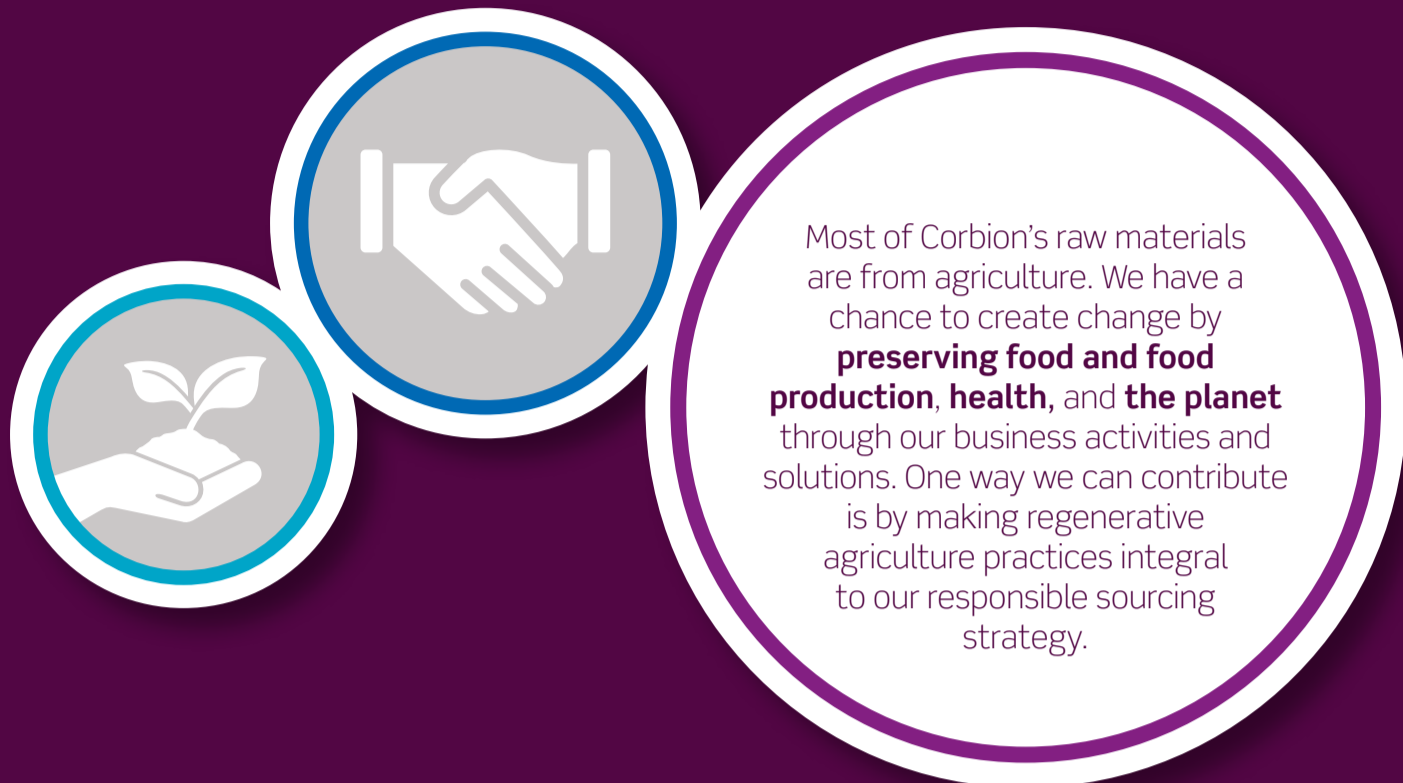 Most of Corbion’s raw materials
are from agriculture. We have a
chance to create change by
preserving food and food
production, health, and the planet
through our business activities and
solutions. One way we can contribute
is by making regenerative
agriculture practices integral
to our responsible sourcing
strategy.